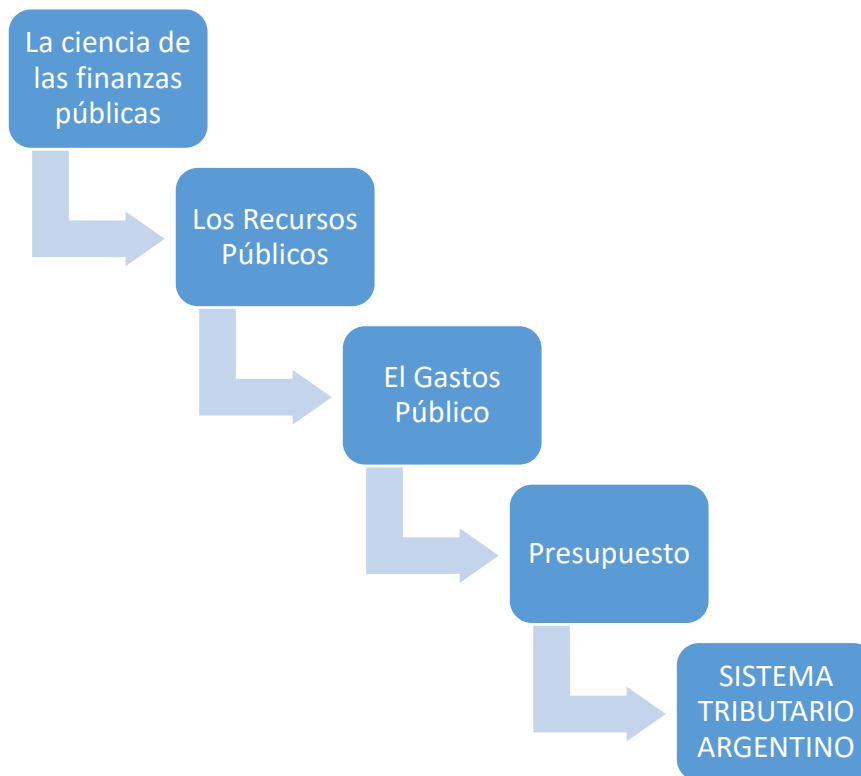 La ciencia de
las finanzas
públicas
Los Recursos
Públicos
El Gastos
Público
Presupuesto
SISTEMA
TRIBUTARIO
ARGENTINO